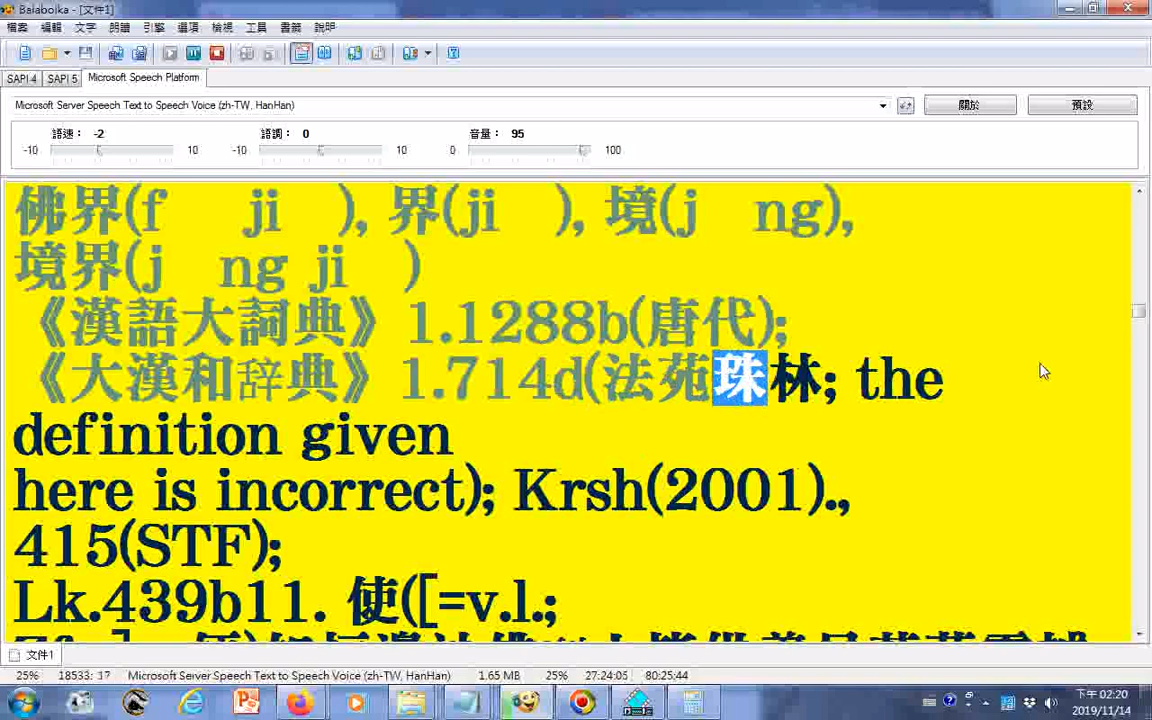 Balabolka - [文件1]
檔案 編輯 文字 朗讀 引擎 選項 檢視 工具 書籤 說明
SAPI 4 SAPI 5 Microsoft Speech Platform
Microsoft Server Speech Text to Speech Voice (zh-TW, HanHan) 關於 預設
語速： -2 語調： 0 音量： 95
-10 10 -10 10 0 100
佛界(f ji ), 界(ji ), 境(j ng),
境界(j ng ji )
《漢語大詞典》 1.1288b(唐代);
《大漢和辞典》 1.714d(法苑珠林; the
definition given
here is incorrect); Krsh(2001).,
415(STF);
Lk.439b11. 使([=v.l.;
文件1
25% 18533: 17 Microsoft Server Speech Text to Speech Voice (zh-TW, HanHan) 1.65 MB 25% 27:24:05 80:25:44
下午 02:20
2019/11/14